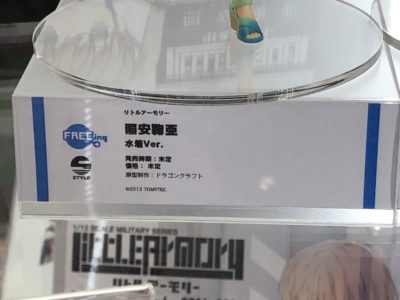 リトルアーモリー
FREEing
照安鞠亜
水着Ver.
S STYLE
発売時期:未定
価格:未定
原型制作:ドラゴンクラフト
©2013 TOMYTEC
1/12 SCALE MILITARY SERIES
LittleArmory
リトルアーモリー